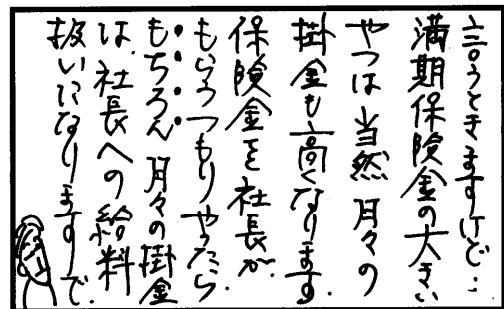 言うときますけど…
満期保険金の大きい
やつは当然月々の
掛金も高くなります.
保険金を社長が
もらうつもりやったら.
もちろん月々の掛金
は社長への給料
扱いになりますで.